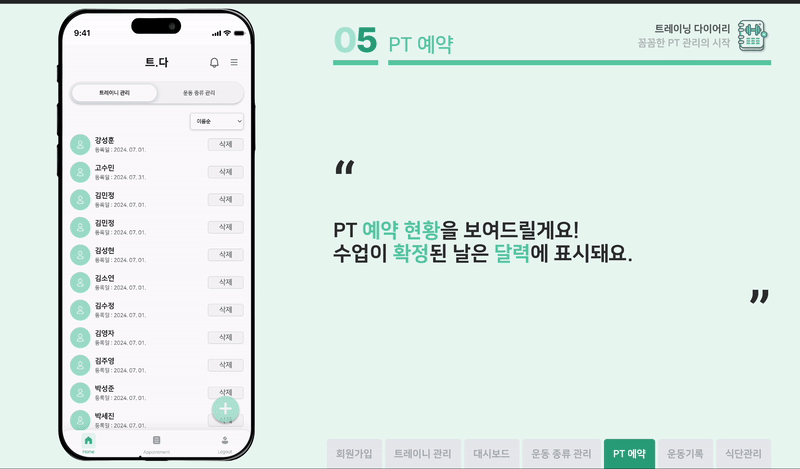 9:41
트.다
트레이니 관리
운동 종류 관리
이름순
강성훈
등록일 : 2024. 07. 01.
삭제
고수민
등록일 : 2024. 07. 31.
삭제
김민정
등록일 : 2024. 07. 01.
삭제
김민정
등록일 : 2024. 07. 01.
삭제
김성현
등록일 : 2024. 07. 01.
삭제
김소연
등록일 : 2024. 07. 01.
삭제
김수정
등록일 : 2024. 07. 01.
삭제
김영자
등록일 : 2024. 07. 01.
삭제
김주영
등록일 : 2024. 07. 01.
삭제
박성준
등록일 : 2024. 07. 01.
삭제
박세진
등록일 : 2024. 07. 01.
Home
Appointment
Logout
05 PT 예약
트레이닝 다이어리
꼼꼼한 PT 관리의 시작
“
PT 예약 현황을 보여드릴게요!
수업이 확정된 날은 달력에 표시돼요.
”
회원가입
트레이니 관리
대시보드
운동 종류 관리
PT 예약
운동기록
식단관리